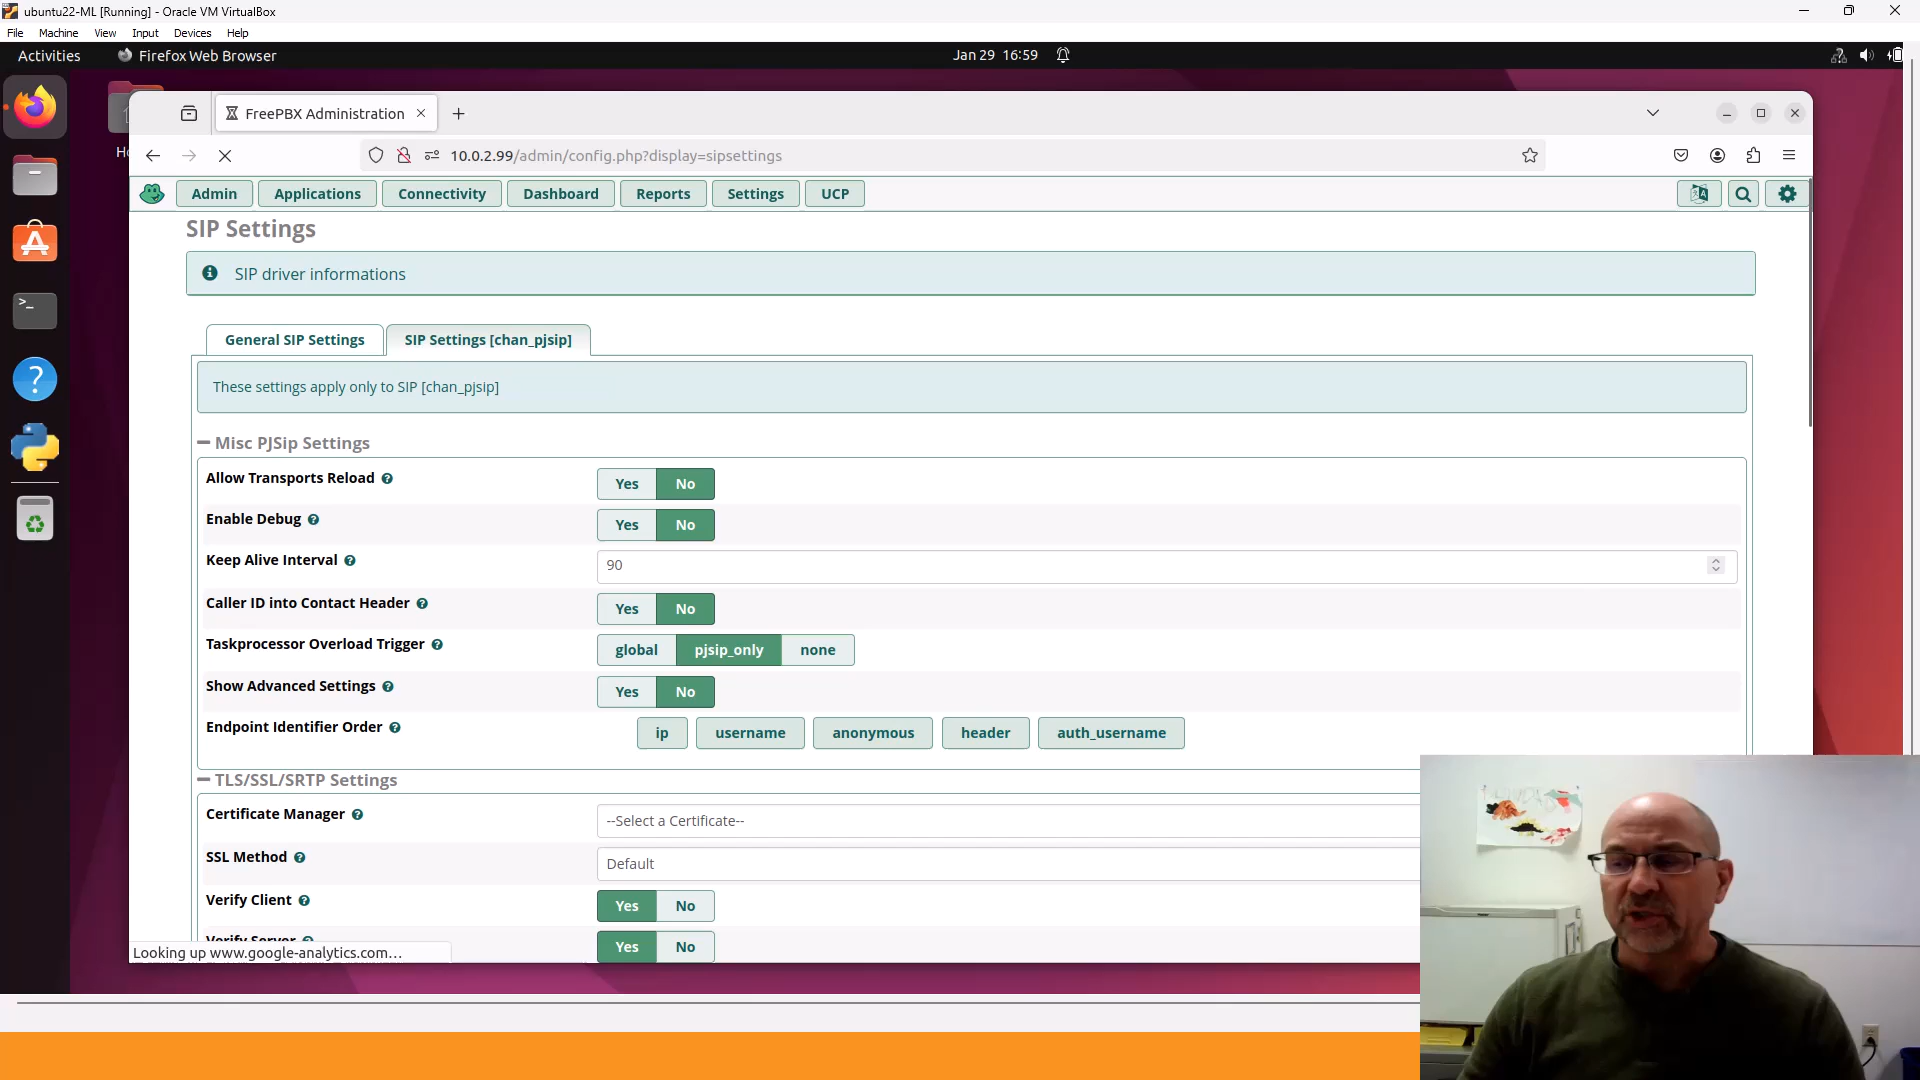 ubuntu22-ML [Running] - Oracle VM VirtualBox
File Machine View Input Devices Help
Activities Firefox Web Browser Jan 29 16:59
FreePBX Administration
10.0.2.99/admin/config.php?display=sipsettings
Admin Applications Connectivity Dashboard Reports Settings UCP
SIP Settings
SIP driver informations
General SIP Settings SIP Settings [chan_pjsip]
These settings apply only to SIP [chan_pjsip]
Misc PJSip Settings
Allow Transports Reload Yes No
Enable Debug Yes No
Keep Alive Interval 90
Caller ID into Contact Header Yes No
Taskprocessor Overload Trigger global pjsip_only none
Show Advanced Settings Yes No
Endpoint Identifier Order ip username anonymous header auth_username
TLS/SSL/SRTP Settings
Certificate Manager --Select a Certificate--
SSL Method Default
Verify Client Yes No
Verify Server Yes No
Looking up www.google-analytics.com…